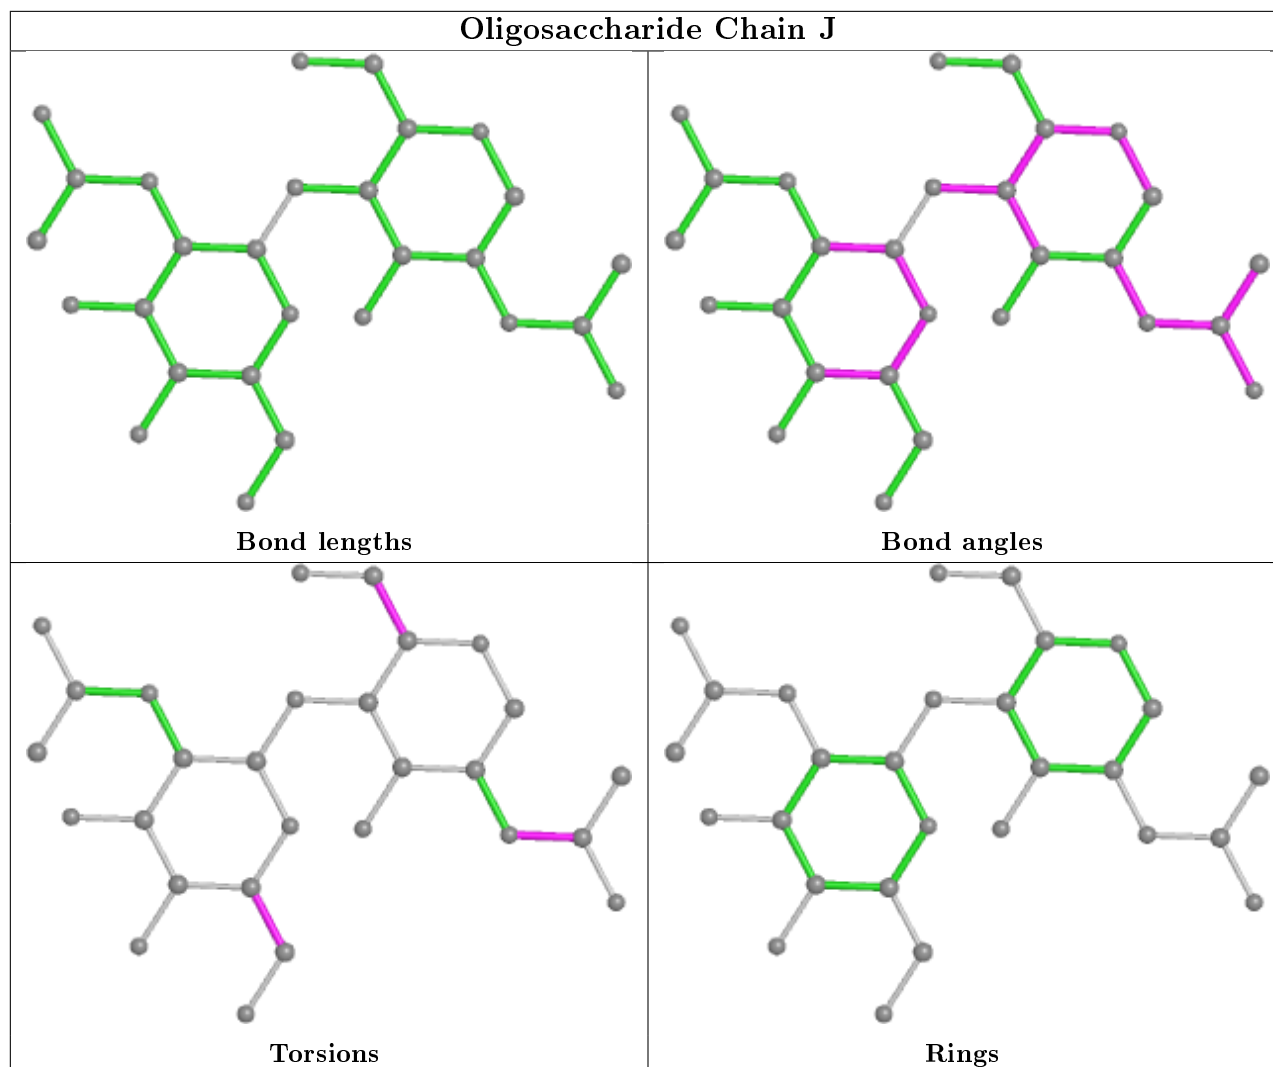 Oligosaccharide Chain J
Bond lengths
Bond angles
Torsions
Rings